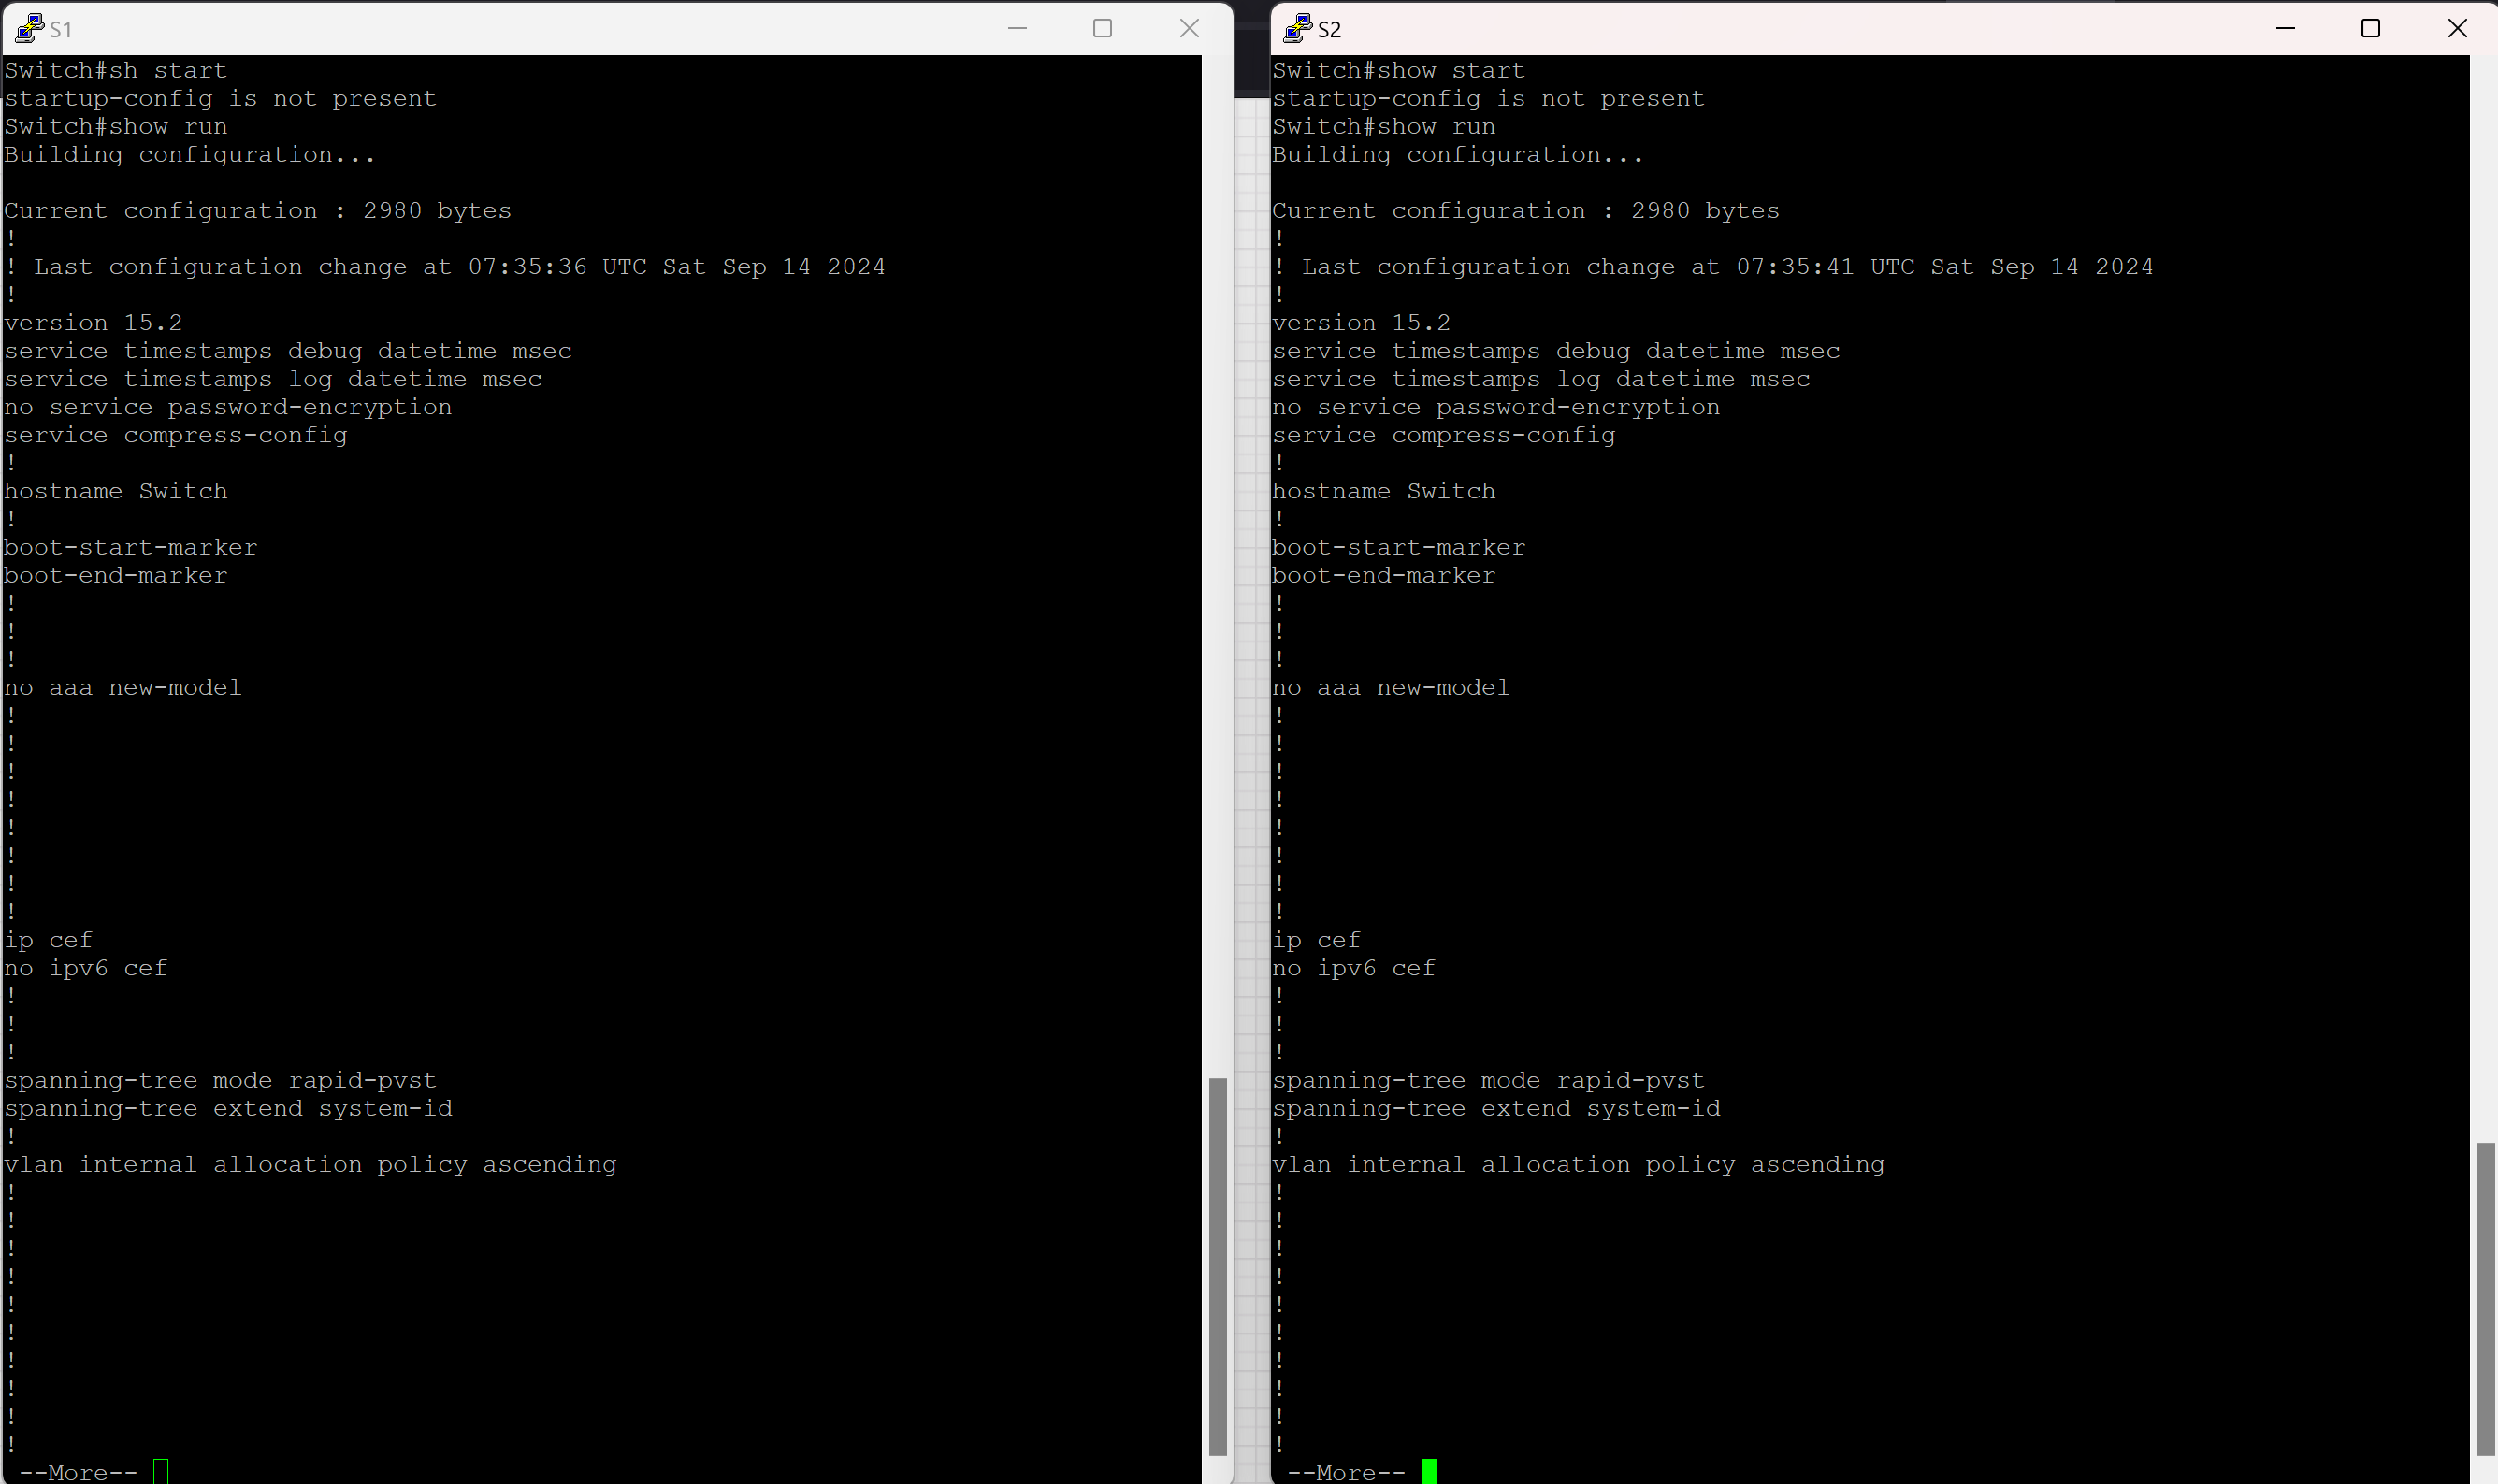 S1
Switch#sh start
startup-config is not present
Switch#show run
Building configuration...
Current configuration : 2980 bytes
!
! Last configuration change at 07:35:36 UTC Sat Sep 14 2024
!
version 15.2
service timestamps debug datetime msec
service timestamps log datetime msec
no service password-encryption
service compress-config
!
hostname Switch
!
boot-start-marker
boot-end-marker
!
!
!
no aaa new-model
!
!
!
!
!
!
!
!
ip cef
no ipv6 cef
!
!
!
spanning-tree mode rapid-pvst
spanning-tree extend system-id
!
vlan internal allocation policy ascending
!
!
!
!
!
!
!
!
!
!
--More--
S2
Switch#show start
startup-config is not present
Switch#show run
Building configuration...
Current configuration : 2980 bytes
!
! Last configuration change at 07:35:41 UTC Sat Sep 14 2024
!
version 15.2
service timestamps debug datetime msec
service timestamps log datetime msec
no service password-encryption
service compress-config
!
hostname Switch
!
boot-start-marker
boot-end-marker
!
!
!
no aaa new-model
!
!
!
!
!
!
!
!
ip cef
no ipv6 cef
!
!
!
spanning-tree mode rapid-pvst
spanning-tree extend system-id
!
vlan internal allocation policy ascending
!
!
!
!
!
!
!
!
!
!
--More--